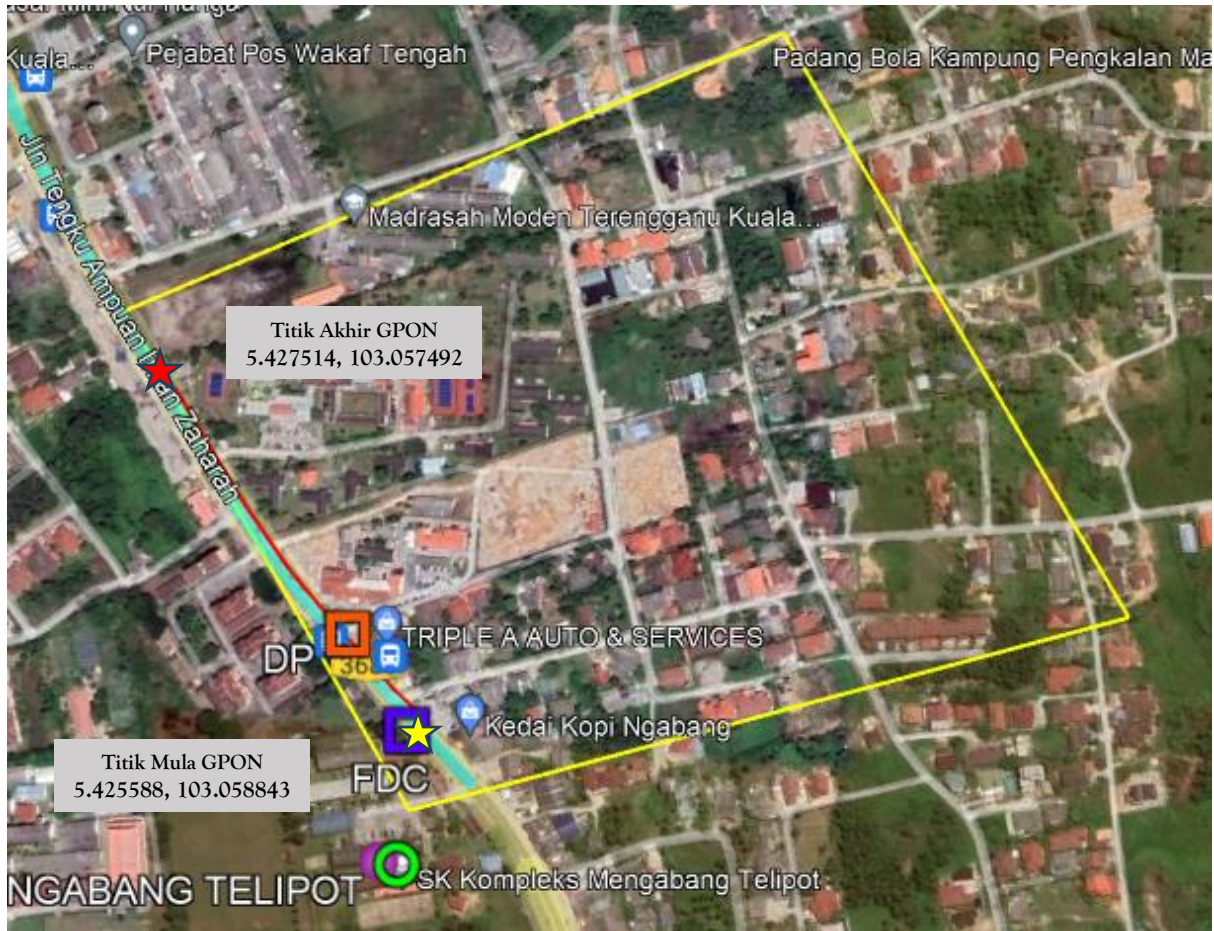 Pejabat Pos Wakaf Tengah
Kuala...
Padang Bola Kampung Pengkalan Ma
Madrasah Moden Terengganu Kuala...
Jln Tengku Ampuan Zaharah
Titik Akhir GPON
5.427514, 103.057492
DP
TRIPLE A AUTO & SERVICES
36
Kedai Kopi Ngabang
FDC
Titik Mula GPON
5.425588, 103.058843
NGABANG TELIPOT
SK Kompleks Mengabang Telipot